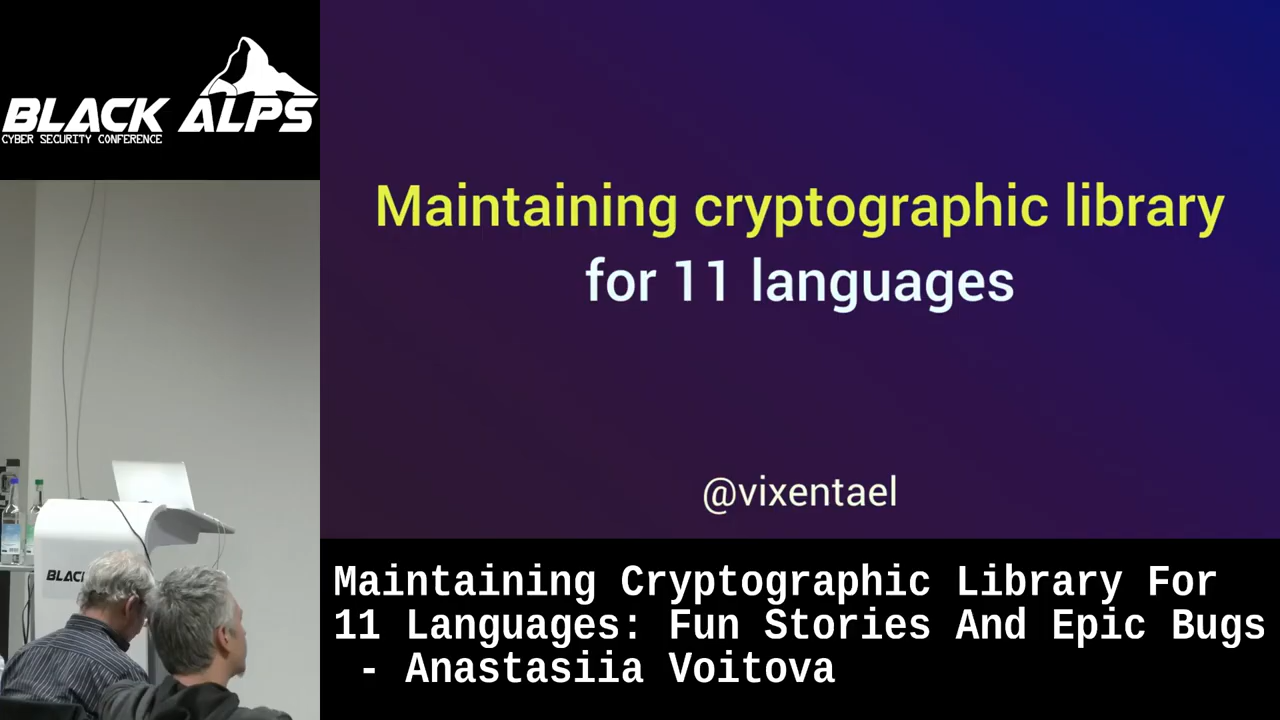 BLACK ALPS
CYBER SECURITY CONFERENCE
Maintaining cryptographic library
for 11 languages
@vixentael
BLAC
Maintaining Cryptographic Library For
11 Languages: Fun Stories And Epic Bugs
- Anastasiia Voitova